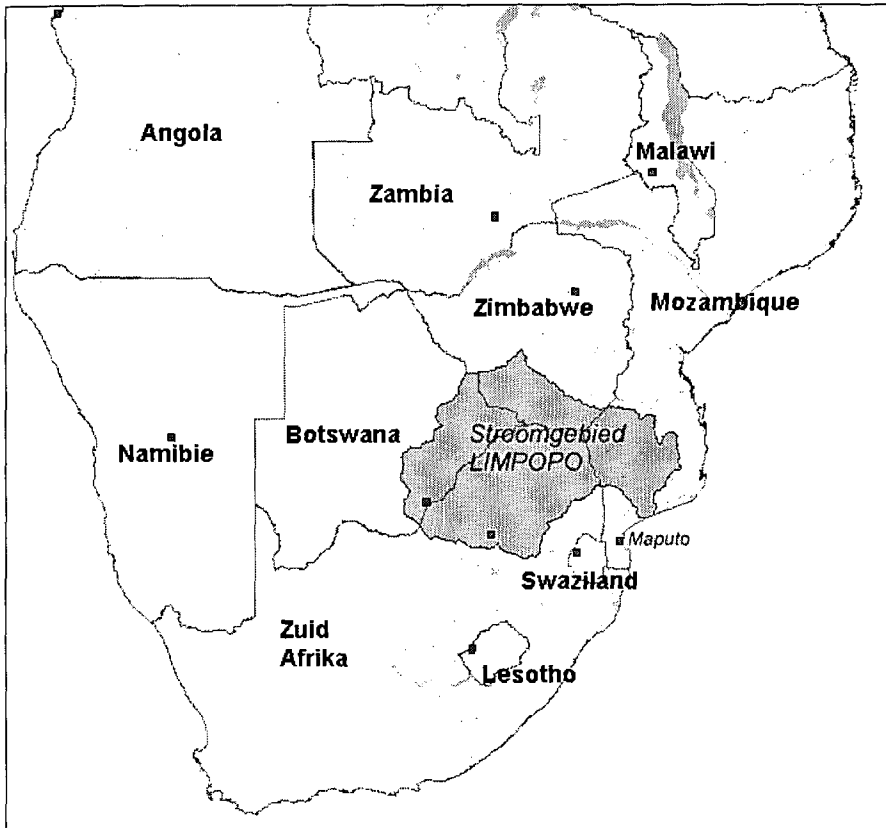 Angola
Malawi
Zambia
Zimbabwe
Mozambique
Botswana
Stroomgebied
LIMPOPO
Namibie
Maputo
Swaziland
Zuid
Afrika
Lesotho